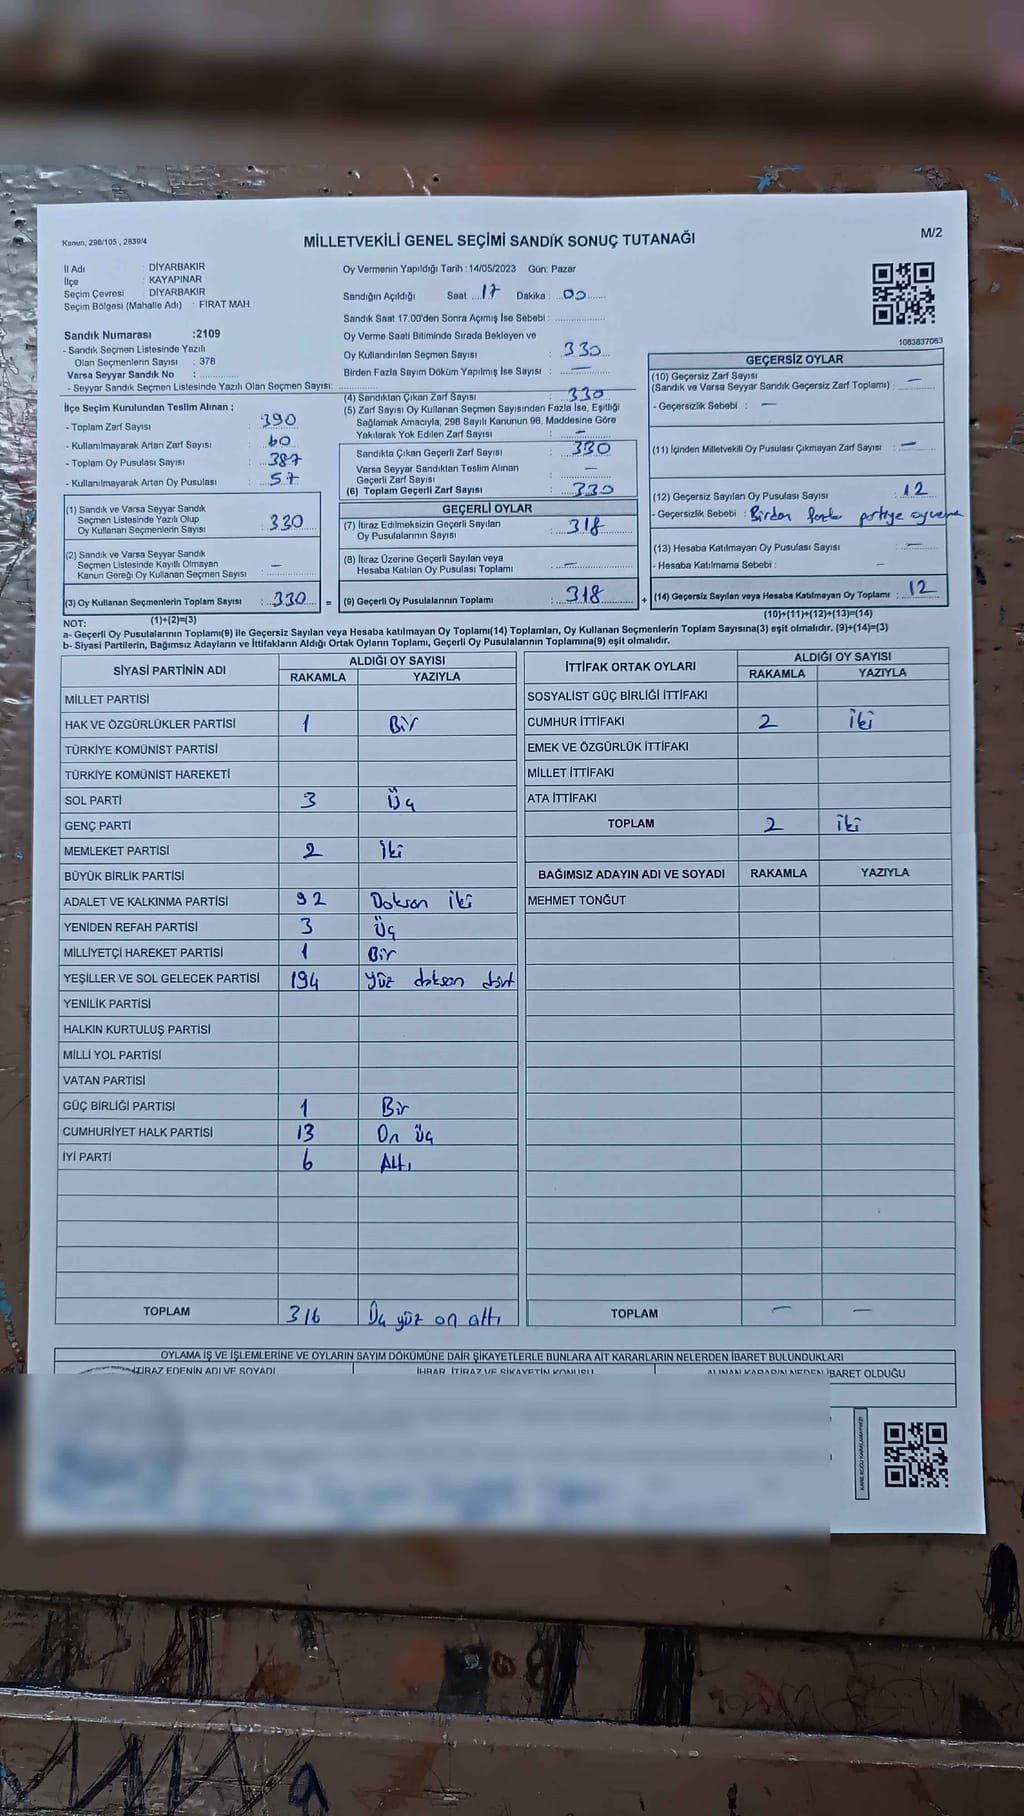 Kanun, 298/105 , 2839/4
MİLLETVEKİLİ GENEL SEÇİMİ SANDIK SONUÇ TUTANAĞI
M/2
İl Adı : DİYARBAKIR
İlçe : KAYAPINAR
Seçim Çevresi : DİYARBAKIR
Seçim Bölgesi (Mahalle Adı) : FIRAT MAH.
Sandık Numarası :2109
- Sandık Seçmen Listesinde Yazılı
Olan Seçmenlerin Sayısı : 378
Varsa Seyyar Sandık No :
- Seyyar Sandık Seçmen Listesinde Yazılı Olan Seçmen Sayısı:
Oy Vermenin Yapıldığı Tarih :14/05/2023 Gün: Pazar
Sandığın Açıldığı Saat 17 Dakika : 00
Sandık Saat 17.00'den Sonra Açımış İse Sebebi :
Oy Verme Saati Bitiminde Sırada Bekleyen ve
Oy Kullandırılan Seçmen Sayısı : 330
Birden Fazla Sayım Döküm Yapılmış İse Sayısı : —
1083837063
İlçe Seçim Kurulundan Teslim Alınan ;
- Toplam Zarf Sayısı : 390
- Kullanılmayarak Artan Zarf Sayısı : 60
- Toplam Oy Pusulası Sayısı : 387
- Kullanılmayarak Artan Oy Pusulası : 57
(1) Sandık ve Varsa Seyyar Sandık
Seçmen Listesinde Yazılı Olup
Oy Kullanan Seçmenlerin Sayısı : 330
(2) Sandık ve Varsa Seyyar Sandık
Seçmen Listesinde Kayıtlı Olmayan
Kanun Gereği Oy Kullanan Seçmen Sayısı : —
(3) Oy Kullanan Seçmenlerin Toplam Sayısı : 330 =
(4) Sandıktan Çıkan Zarf Sayısı : 330
(5) Zarf Sayısı Oy Kullanan Seçmen Sayısından Fazla İse, Eşitliği
Sağlamak Amacıyla, 298 Sayılı Kanunun 98. Maddesine Göre
Yakılarak Yok Edilen Zarf Sayısı : —
Sandıkta Çıkan Geçerli Zarf Sayısı : 330
Varsa Seyyar Sandıktan Teslim Alınan
Geçerli Zarf Sayısı : —
(6) Toplam Geçerli Zarf Sayısı : 330
GEÇERLİ OYLAR
(7) İtiraz Edilmeksizin Geçerli Sayılan
Oy Pusulalarının Sayısı : 318
(8) İtiraz Üzerine Geçerli Sayılan veya
Hesaba Katılan Oy Pusulası Toplamı : —
(9) Geçerli Oy Pusulalarının Toplamı : 318 +
GEÇERSİZ OYLAR
(10) Geçersiz Zarf Sayısı : —
(Sandık ve Varsa Seyyar Sandık Geçersiz Zarf Toplamı)
- Geçersizlik Sebebi : —
(11) İçinden Milletvekili Oy Pusulası Çıkmayan Zarf Sayısı : —
(12) Geçersiz Sayılan Oy Pusulası Sayısı : 12
- Geçersizlik Sebebi : Birden fazla partiye oyverme
(13) Hesaba Katılmayan Oy Pusulası Sayısı : —
- Hesaba Katılmama Sebebi : —
(14) Geçersiz Sayılan veya Hesaba Katılmayan Oy Toplamı : 12
(1)+(2)=(3)
(10)+(11)+(12)+(13)=(14)
NOT:
a- Geçerli Oy Pusulalarının Toplamı(9) ile Geçersiz Sayılan veya Hesaba katılmayan Oy Toplamı(14) Toplamları, Oy Kullanan Seçmenlerin Toplam Sayısına(3) eşit olmalıdır. (9)+(14)=(3)
b- Siyasi Partilerin, Bağımsız Adayların ve İttifakların Aldığı Ortak Oyların Toplamı, Geçerli Oy Pusulalarının Toplamına(9) eşit olmalıdır.
SİYASİ PARTİNİN ADI
ALDIĞI OY SAYISI
RAKAMLA YAZIYLA
MİLLET PARTİSİ
HAK VE ÖZGÜRLÜKLER PARTİSİ 1 Bir
TÜRKİYE KOMÜNİST PARTİSİ
TÜRKİYE KOMÜNİST HAREKETİ
SOL PARTİ 3 Üç
GENÇ PARTİ
MEMLEKET PARTİSİ 2 İki
BÜYÜK BİRLİK PARTİSİ
ADALET VE KALKINMA PARTİSİ 92 Doksan iki
YENİDEN REFAH PARTİSİ 3 Üç
MİLLİYETÇİ HAREKET PARTİSİ 1 Bir
YEŞİLLER VE SOL GELECEK PARTİSİ 194 Yüz doksan dört
YENİLİK PARTİSİ
HALKIN KURTULUŞ PARTİSİ
MİLLİ YOL PARTİSİ
VATAN PARTİSİ
GÜÇ BİRLİĞİ PARTİSİ 1 Bir
CUMHURİYET HALK PARTİSİ 13 On üç
İYİ PARTİ 6 Altı
TOPLAM 316 Üç yüz on altı
İTTİFAK ORTAK OYLARI
ALDIĞI OY SAYISI
RAKAMLA YAZIYLA
SOSYALİST GÜÇ BİRLİĞİ İTTİFAKI
CUMHUR İTTİFAKI 2 İki
EMEK VE ÖZGÜRLÜK İTTİFAKI
MİLLET İTTİFAKI
ATA İTTİFAKI
TOPLAM 2 İki
BAĞIMSIZ ADAYIN ADI VE SOYADI RAKAMLA YAZIYLA
MEHMET TONĞUT
TOPLAM — —
OYLAMA İŞ VE İŞLEMLERİNE VE OYLARIN SAYIM DÖKÜMÜNE DAİR ŞİKAYETLERLE BUNLARA AİT KARARLARIN NELERDEN İBARET BULUNDUKLARI
İTİRAZ EDENİN ADI VE SOYADI İHBAR, İTİRAZ VE ŞİKAYETİN KONUSU ALINAN KARARIN NEDEN İBARET OLDUĞU